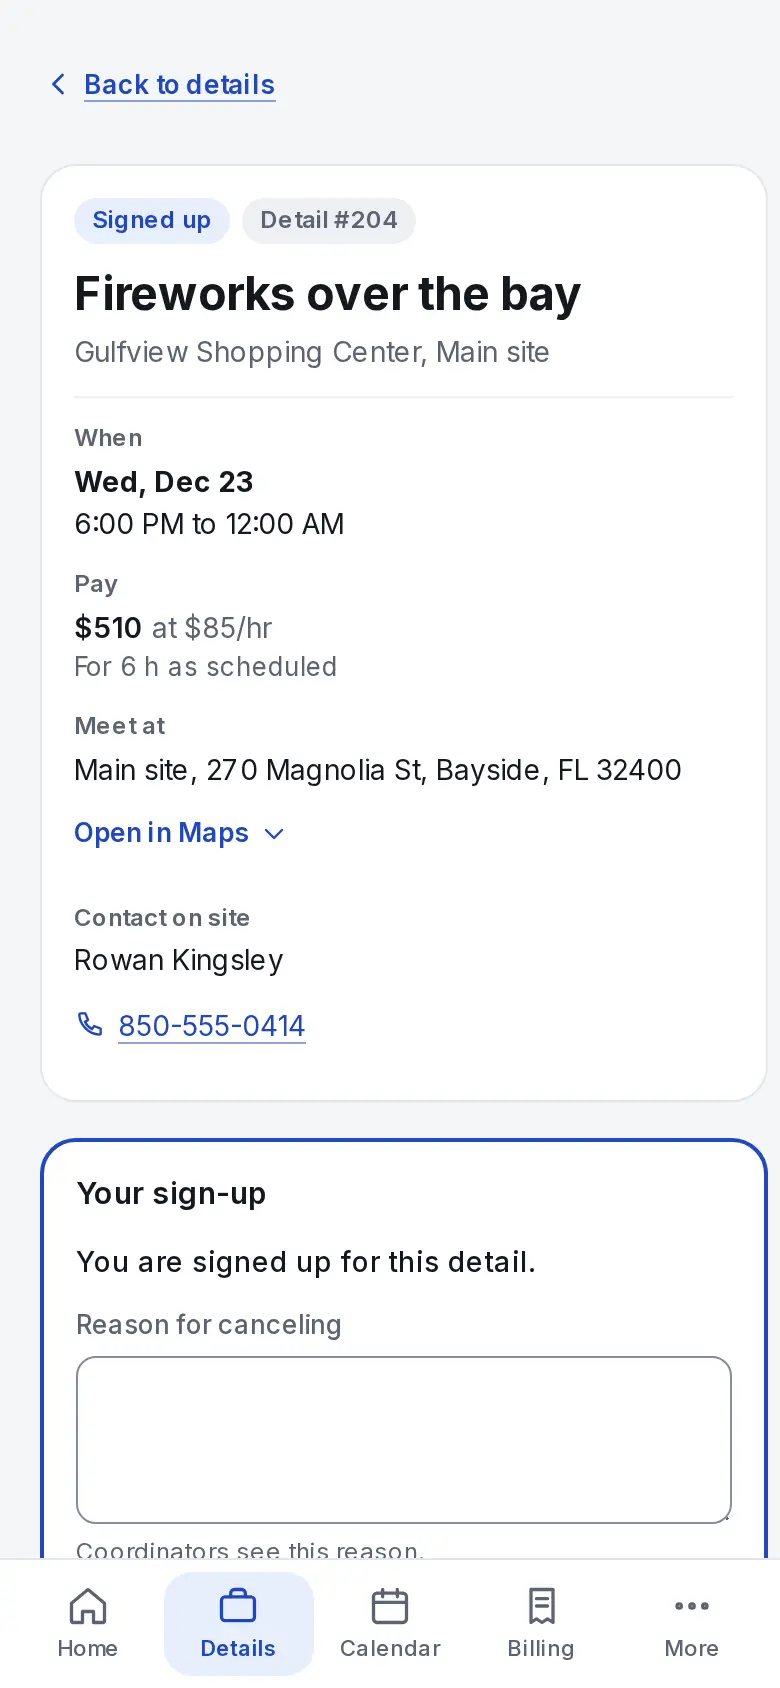 Back to details
Signed up
Detail #204
Fireworks over the bay
Gulfview Shopping Center, Main site
When
Wed, Dec 23
6:00 PM to 12:00 AM
Pay
$510 at $85/hr
For 6 h as scheduled
Meet at
Main site, 270 Magnolia St, Bayside, FL 32400
Open in Maps
Contact on site
Rowan Kingsley
850-555-0414
Your sign-up
You are signed up for this detail.
Reason for canceling
Coordinators see this reason.
Home
Details
Calendar
Billing
More